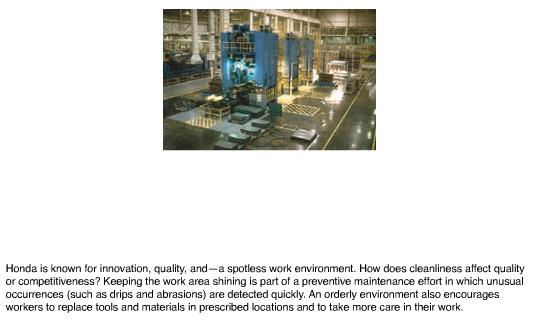 Honda is known for innovation, quality, and—a spotless work environment. How does cleanliness affect quality
or competitiveness? Keeping the work area shining is part of a preventive maintenance effort in which unusual
occurrences (such as drips and abrasions) are detected quickly. An orderly environment also encourages
workers to replace tools and materials in prescribed locations and to take more care in their work.